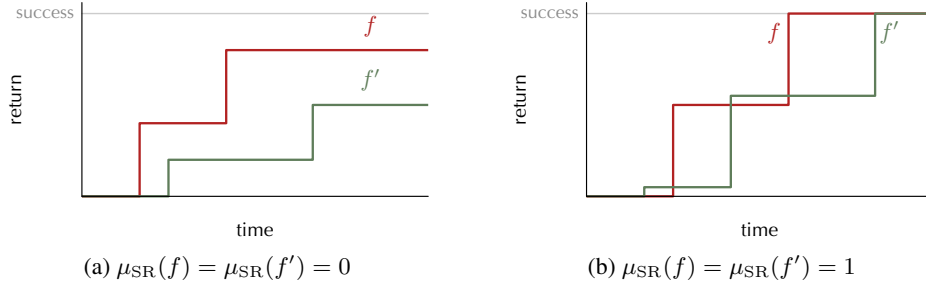 success
f
f′
return
time
(a) μSR(f) = μSR(f′) = 0
success
f
f′
return
time
(b) μSR(f) = μSR(f′) = 1